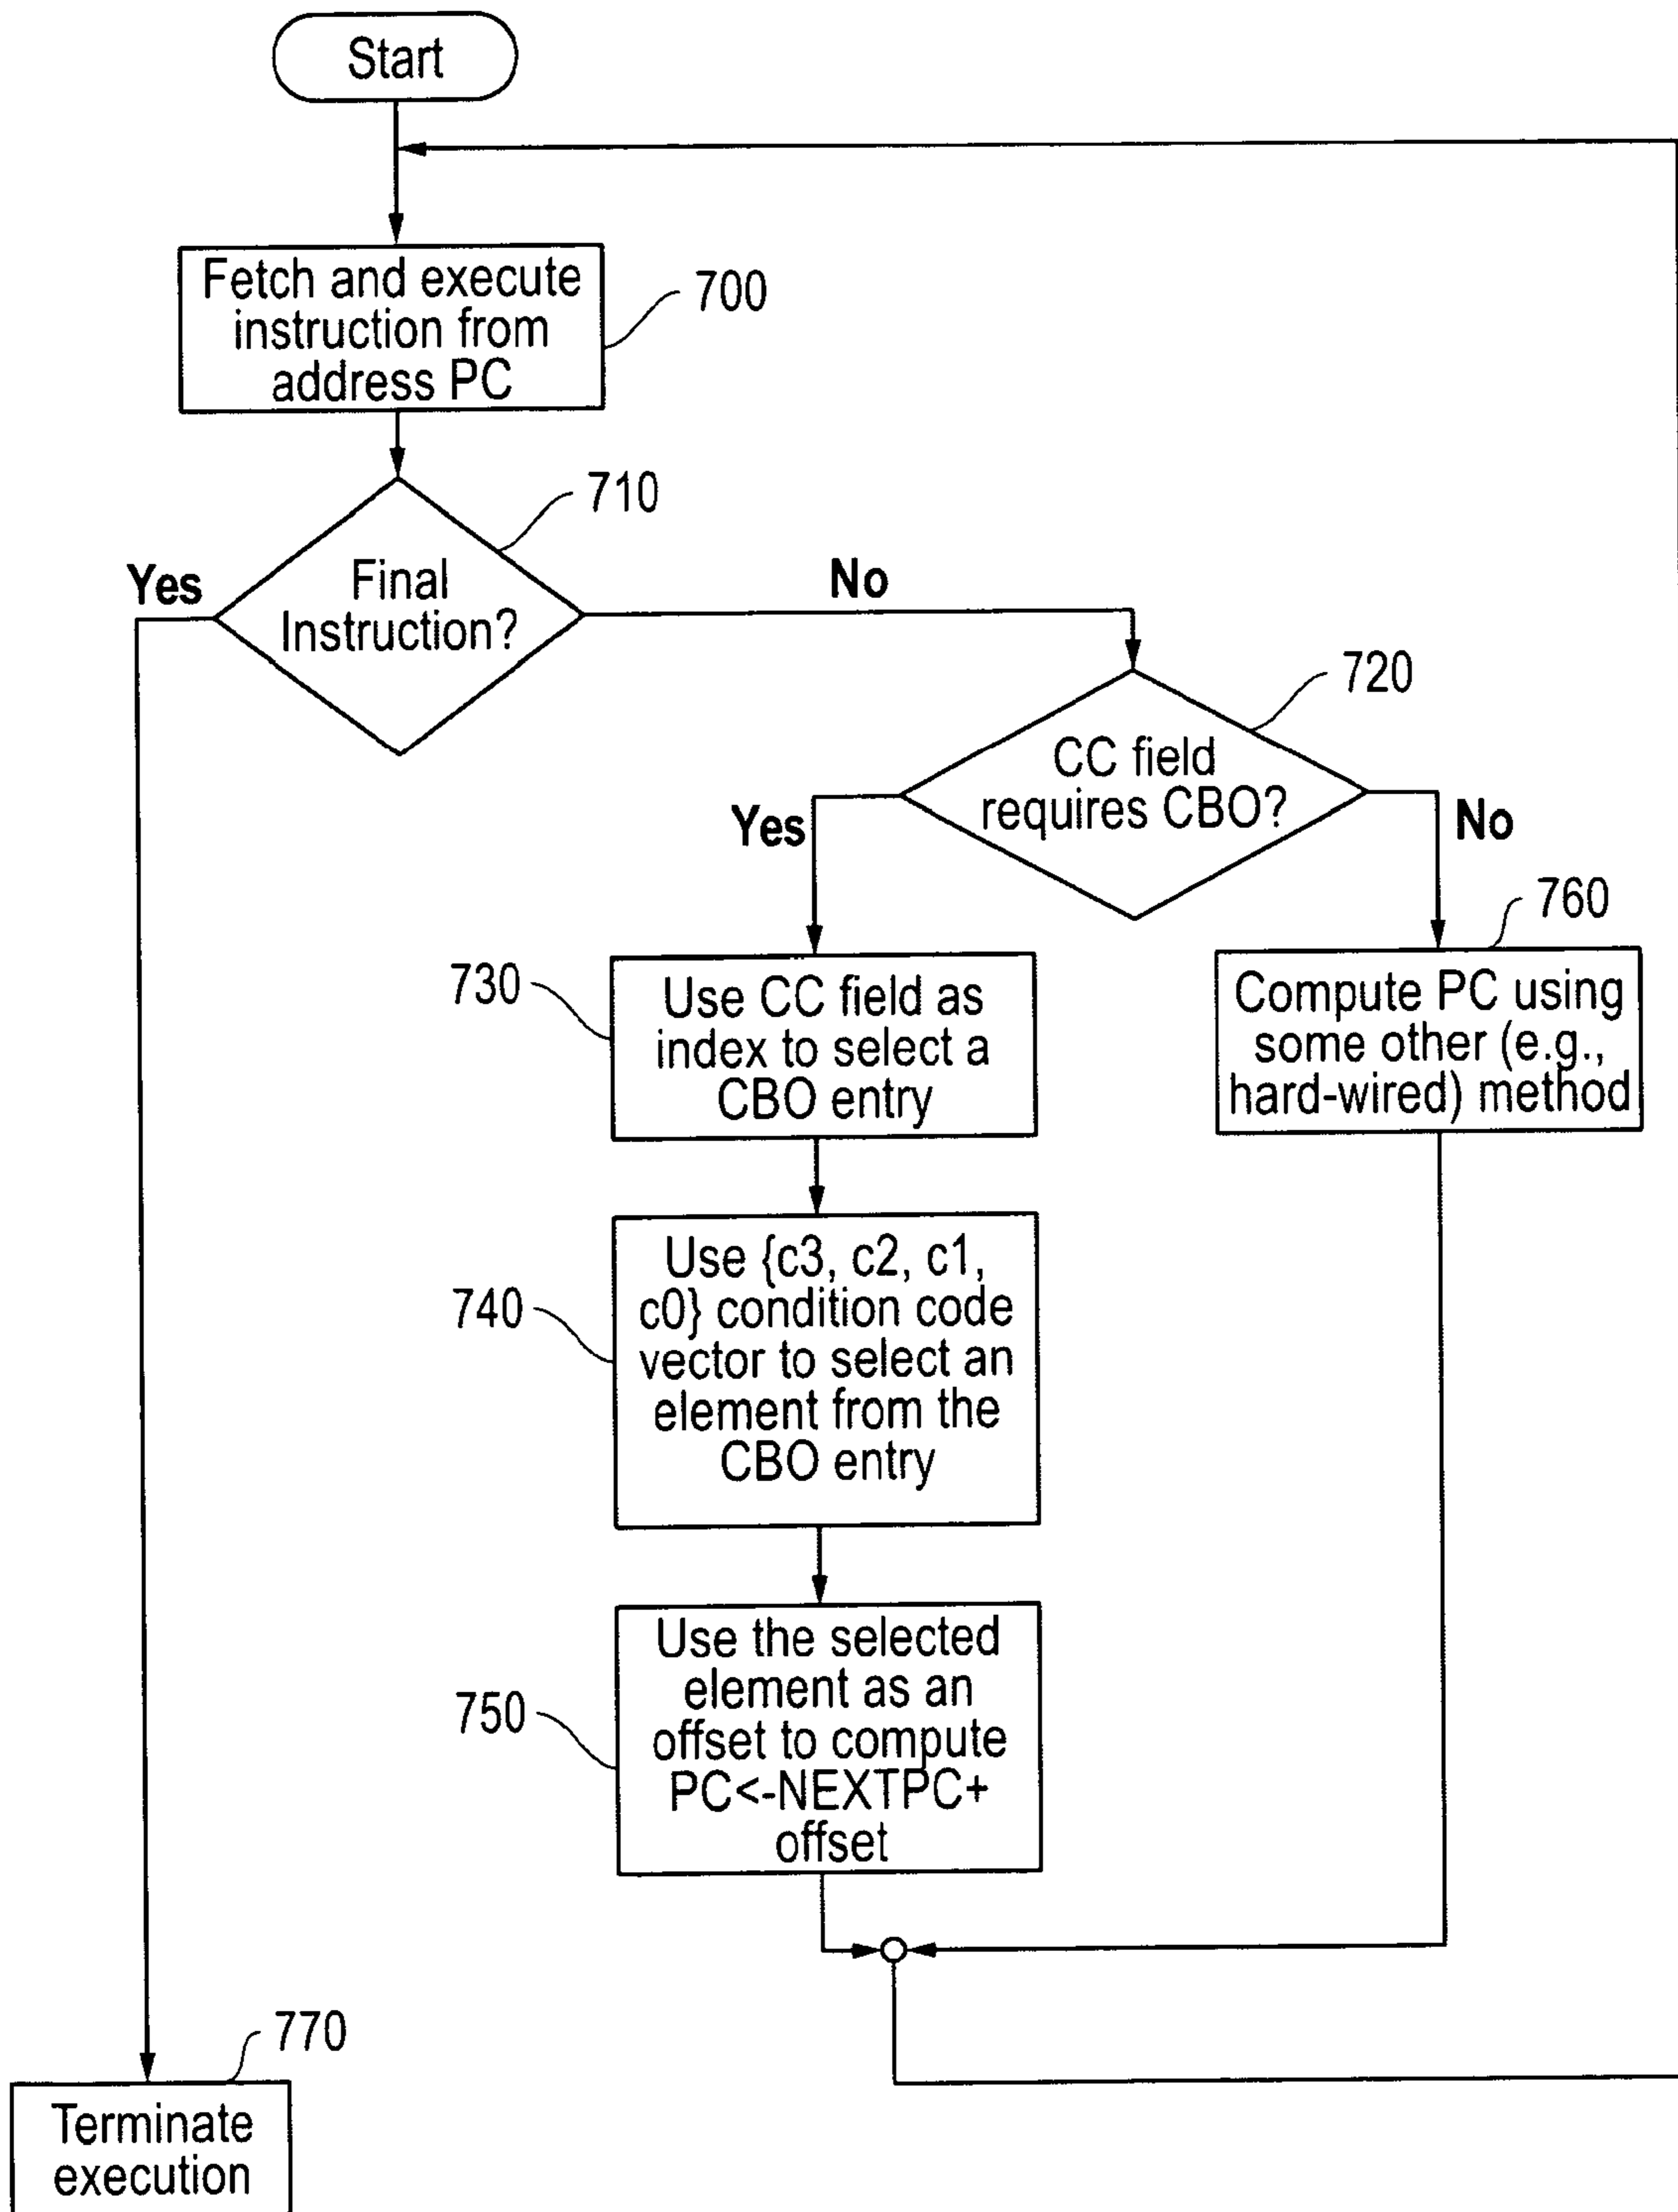 Start
Fetch and execute
instruction from
address PC
700
710
Final
Instruction?
Yes
No
720
CC field
requires CBO?
Yes
No
730
Use CC field as
index to select a
CBO entry
760
Compute PC using
some other (e.g.,
hard-wired) method
740
Use {c3, c2, c1,
c0} condition code
vector to select an
element from the
CBO entry
750
Use the selected
element as an
offset to compute
PC<-NEXTPC+
offset
770
Terminate
execution